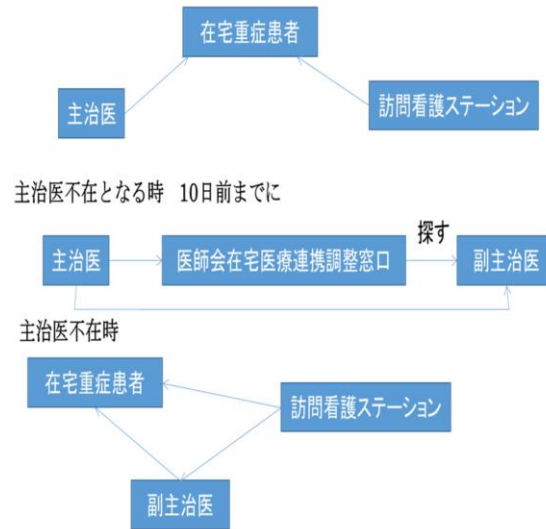 在宅重症患者
主治医
訪問看護ステーション
主治医不在となる時　10日前までに
探す
主治医
医師会在宅医療連携調整窓口
副主治医
主治医不在時
在宅重症患者
訪問看護ステーション
副主治医